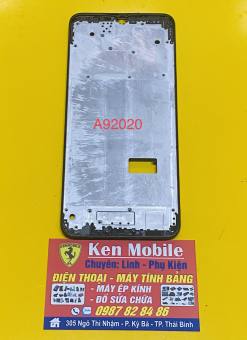 A92020
Ken Mobile
Chuyên: Linh - Phụ Kiện
ĐIỆN THOẠI - MÁY TÍNH BẢNG
- MÁY ÉP KÍNH
- ĐỒ SỬA CHỮA
0987 82 84 86
305 Ngô Thì Nhậm - P. Kỳ Bá - TP. Thái Bình